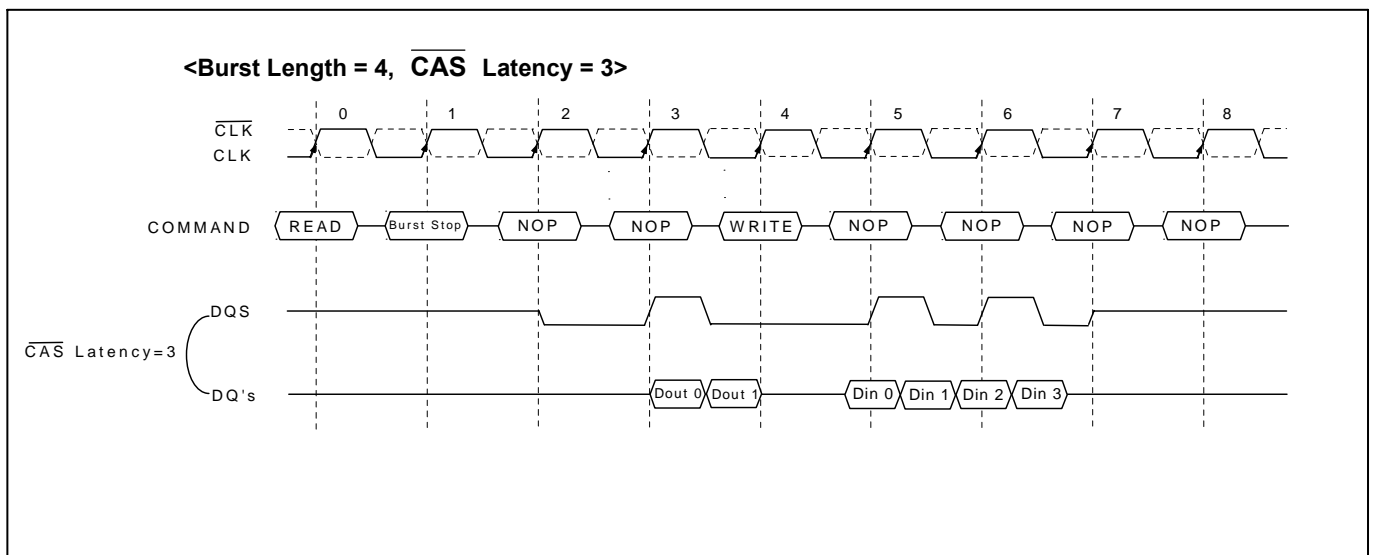 <Burst Length = 4, CAS Latency = 3>
0 1 2 3 4 5 6 7 8
CLK
CLK
COMMAND READ Burst Stop NOP NOP WRITE NOP NOP NOP NOP
DQS
CAS Latency=3
DQ's Dout 0 Dout 1 Din 0 Din 1 Din 2 Din 3